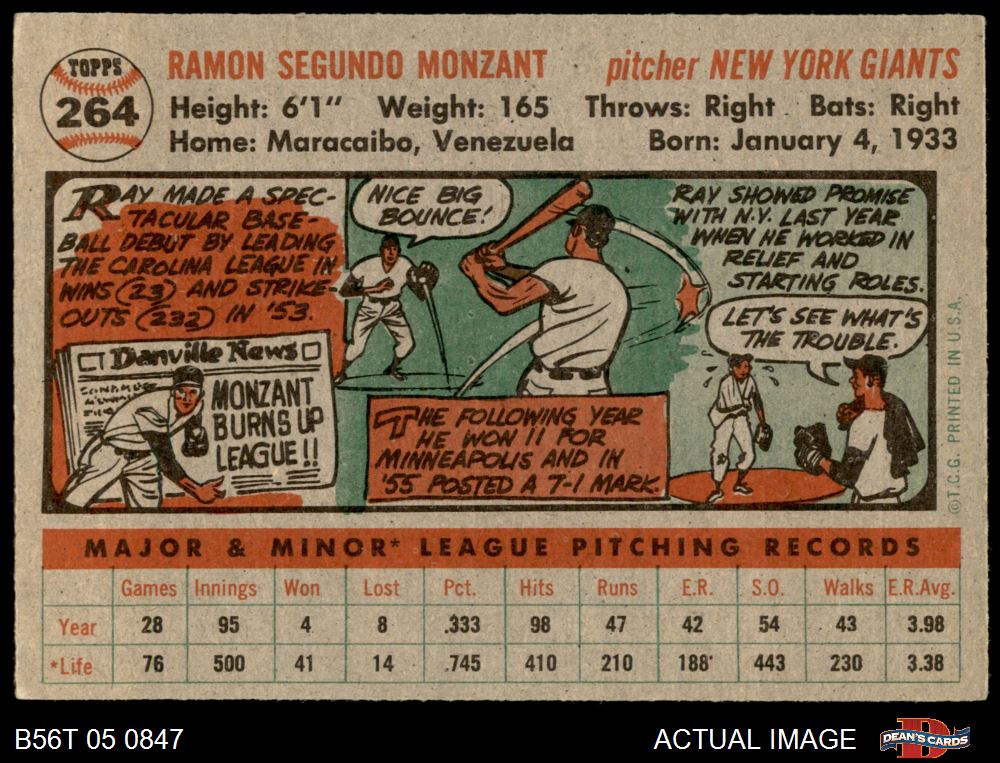 TOPPS
264
RAMON SEGUNDO MONZANT pitcher NEW YORK GIANTS
Height: 6'1" Weight: 165 Throws: Right Bats: Right
Home: Maracaibo, Venezuela Born: January 4, 1933
RAY MADE A SPEC-
TACULAR BASE-
BALL DEBUT BY LEADING
THE CAROLINA LEAGUE IN
WINS (23) AND STRIKE-
OUTS (232) IN '53.
Danville News
MONZANT
BURNS UP
LEAGUE!!
NICE BIG
BOUNCE!
THE FOLLOWING YEAR
HE WON 11 FOR
MINNEAPOLIS AND IN
'55 POSTED A 7-1 MARK.
RAY SHOWED PROMISE
WITH N.Y. LAST YEAR
WHEN HE WORKED IN
RELIEF AND
STARTING ROLES.
LET'S SEE WHAT'S
THE TROUBLE.
©T.C.G. PRINTED IN U.S.A.
MAJOR & MINOR* LEAGUE PITCHING RECORDS
Games Innings Won Lost Pct. Hits Runs E.R. S.O. Walks E.R.Avg.
Year 28 95 4 8 .333 98 47 42 54 43 3.98
*Life 76 500 41 14 .745 410 210 188 443 230 3.38
B56T 05 0847 ACTUAL IMAGE DEAN'S CARDS